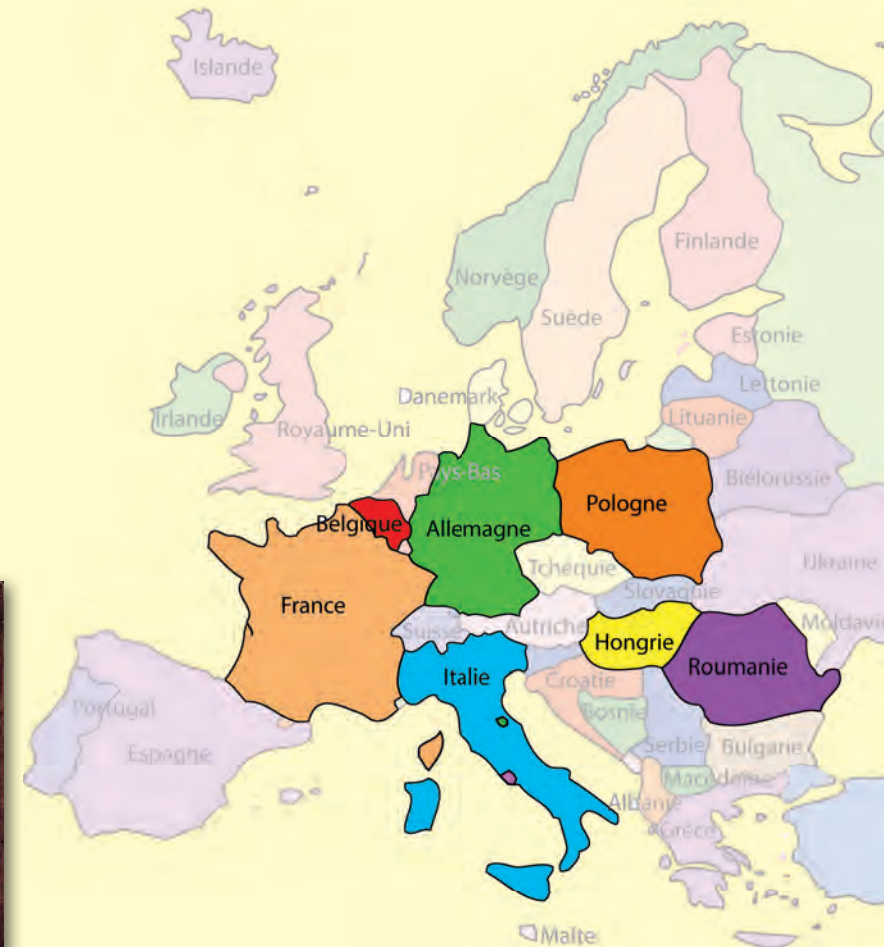 Islande
Finlande
Norvège
Suède
Estonie
Lettonie
Danemark
Lituanie
Irlande
Royaume-Uni
Pays-Bas
Biélorussie
Pologne
Belgique
Allemagne
Ukraine
Tchéquie
Slovaquie
France
Moldavi
Suisse
Autriche
Hongrie
Roumanie
Italie
Croatie
Portugal
Bosnie
Espagne
Serbie
Bulgarie
Macédoine
Albanie
Grèce
Malte